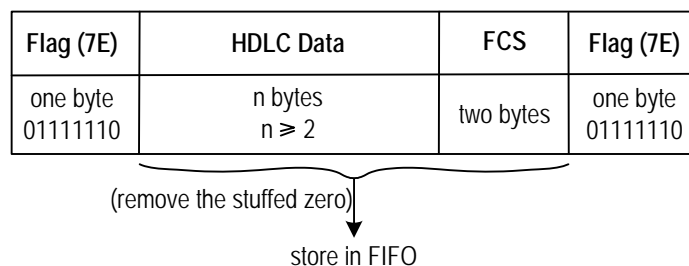 Flag (7E) HDLC Data FCS Flag (7E)
one byte n bytes two bytes one byte
01111110 n ⩾ 2 01111110
(remove the stuffed zero)
store in FIFO